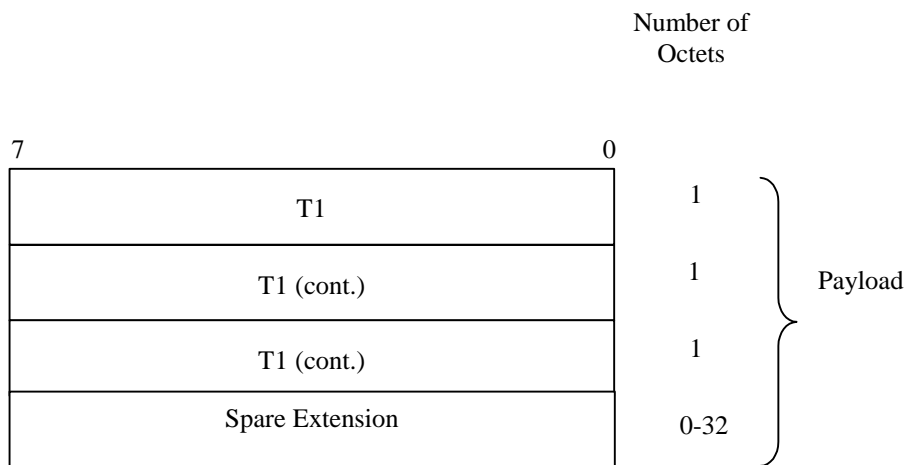 Number of
Octets
7 0
T1 1
T1 (cont.) 1
Payload
T1 (cont.) 1
Spare Extension 0-32